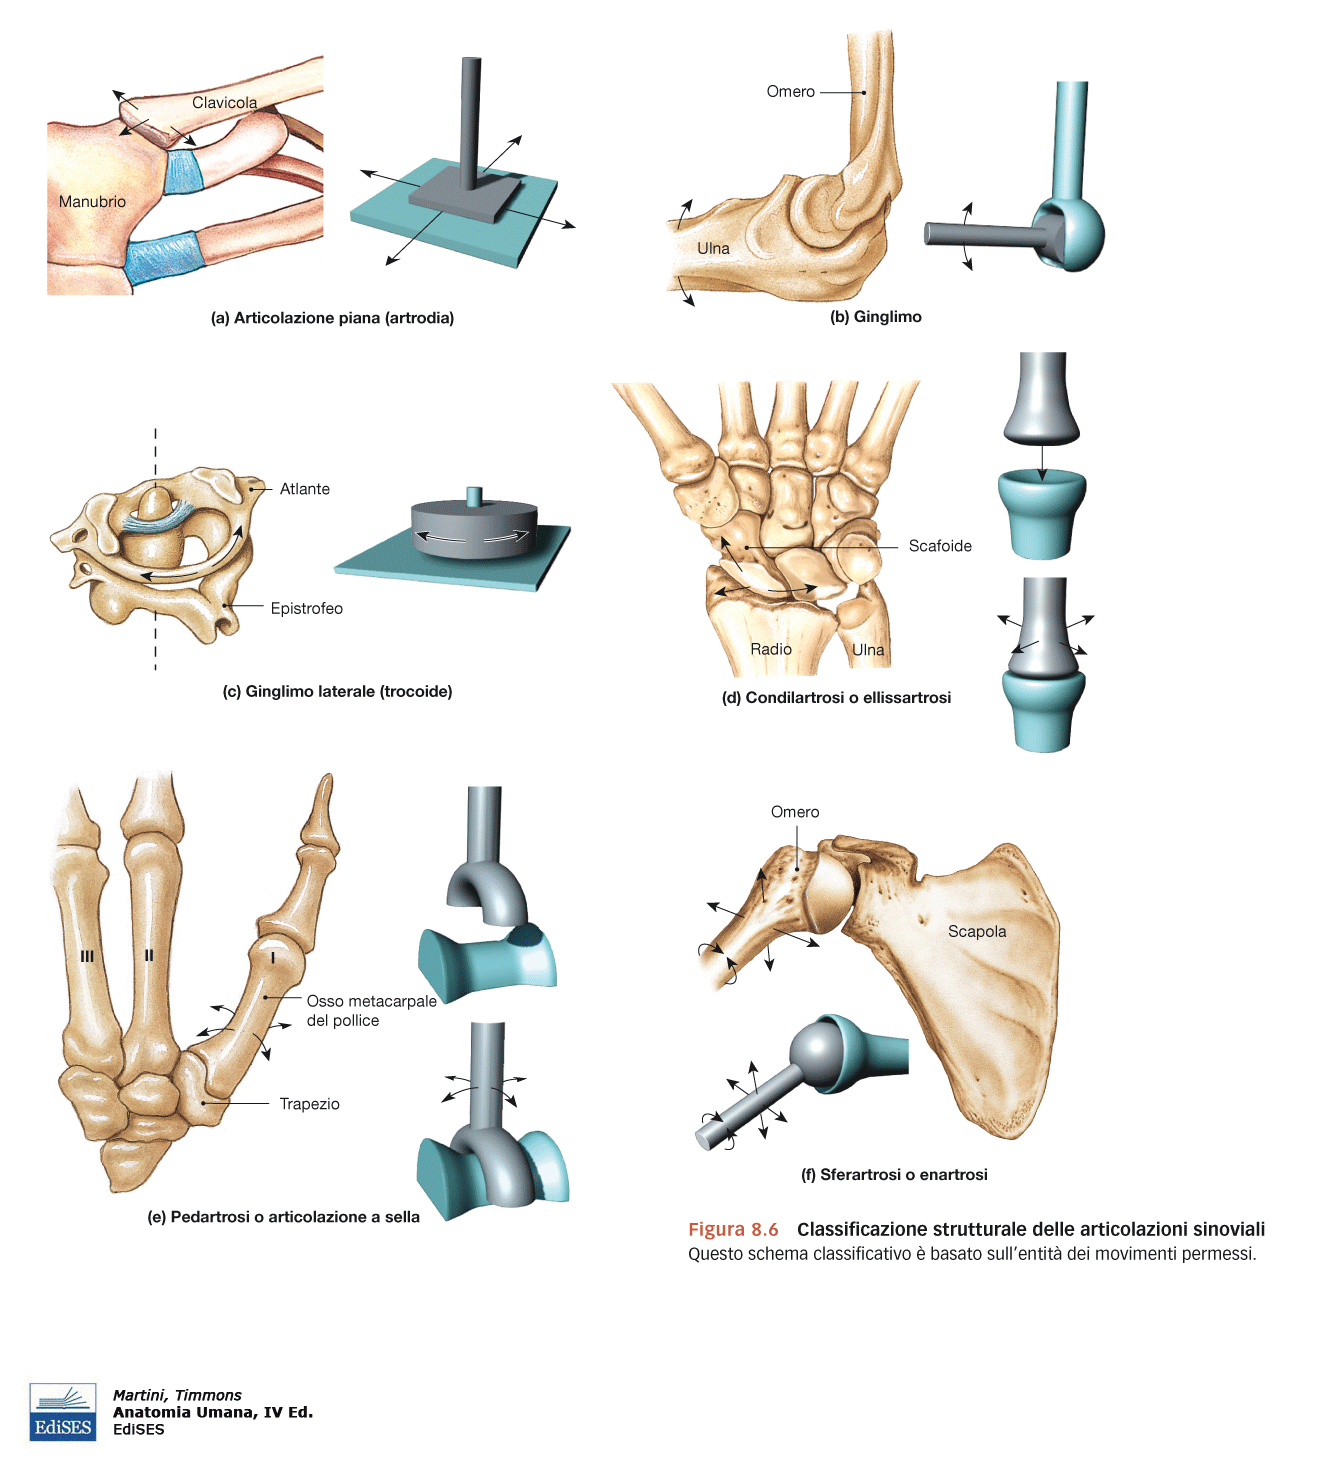 Clavicola
Manubrio
(a) Articolazione piana (artrodia)
Omero
Ulna
(b) Ginglimo
Atlante
Epistrofeo
(c) Ginglimo laterale (trocoide)
Scafoide
Radio
Ulna
(d) Condilartrosi o ellissartrosi
III
II
I
Osso metacarpale
del pollice
Trapezio
(e) Pedartrosi o articolazione a sella
Omero
Scapola
(f) Sferartrosi o enartrosi
Figura 8.6 Classificazione strutturale delle articolazioni sinoviali
Questo schema classificativo è basato sull'entità dei movimenti permessi.
EdiSES
Martini, Timmons
Anatomia Umana, IV Ed.
EdiSES